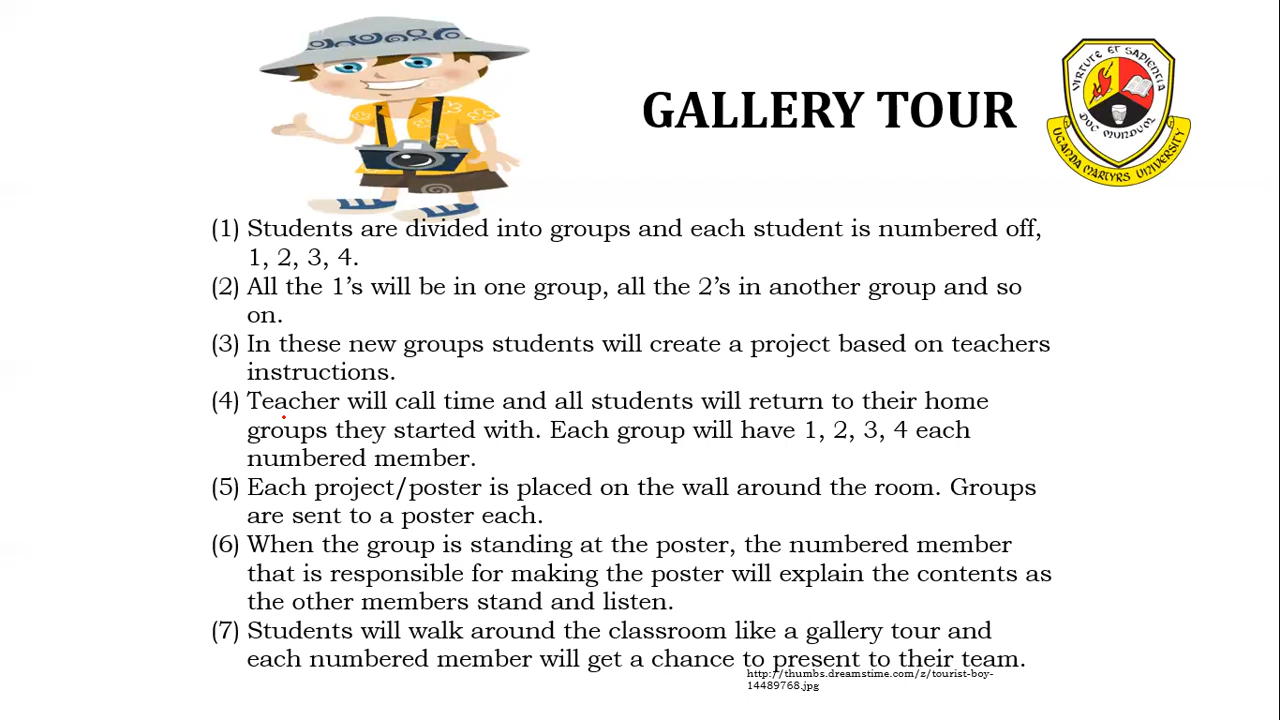 GALLERY TOUR
VIRTUTE ET SAPIENTIA
DUC MUNDUM
UGANDA MARTYRS UNIVERSITY
(1) Students are divided into groups and each student is numbered off,
1, 2, 3, 4.
(2) All the 1’s will be in one group, all the 2’s in another group and so
on.
(3) In these new groups students will create a project based on teachers
instructions.
(4) Teacher will call time and all students will return to their home
groups they started with. Each group will have 1, 2, 3, 4 each
numbered member.
(5) Each project/poster is placed on the wall around the room. Groups
are sent to a poster each.
(6) When the group is standing at the poster, the numbered member
that is responsible for making the poster will explain the contents as
the other members stand and listen.
(7) Students will walk around the classroom like a gallery tour and
each numbered member will get a chance to present to their team.
http://thumbs.dreamstime.com/z/tourist-boy-
14489768.jpg